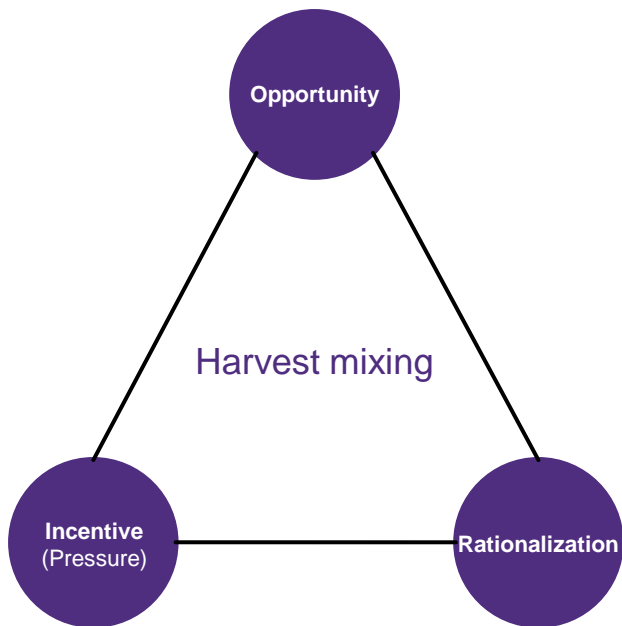 Opportunity
Harvest mixing
Incentive
(Pressure)
Rationalization